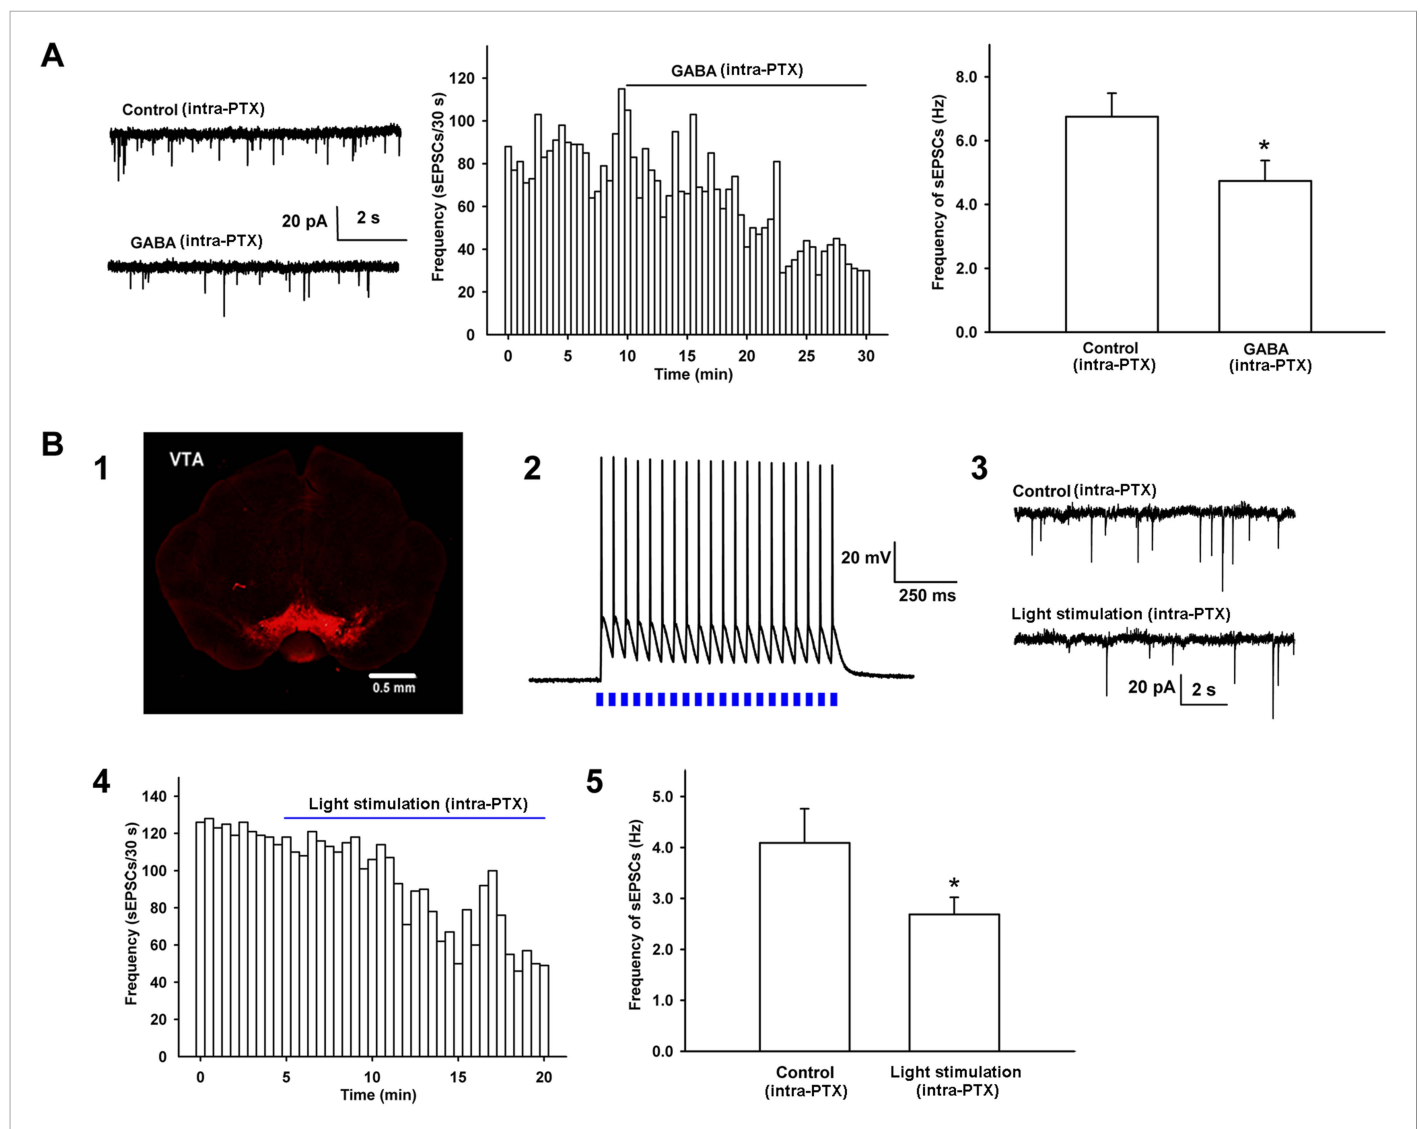 A
Control (intra-PTX)
20 pA
2 s
GABA (intra-PTX)
Frequency (sEPSCs/30 s)
120
100
80
60
40
20
0
GABA (intra-PTX)
0 5 10 15 20 25 30
Time (min)
Frequency of sEPSCs (Hz)
8.0
6.0
4.0
2.0
0.0
*
Control
(intra-PTX)
GABA
(intra-PTX)
B
1
VTA
0.5 mm
2
20 mV
250 ms
3
Control (intra-PTX)
Light stimulation (intra-PTX)
20 pA
2 s
4
Frequency (sEPSCs/30 s)
140
120
100
80
60
40
20
0
Light stimulation (intra-PTX)
0 5 10 15 20
Time (min)
5
Frequency of sEPSCs (Hz)
5.0
4.0
3.0
2.0
1.0
0.0
*
Control
(intra-PTX)
Light stimulation
(intra-PTX)